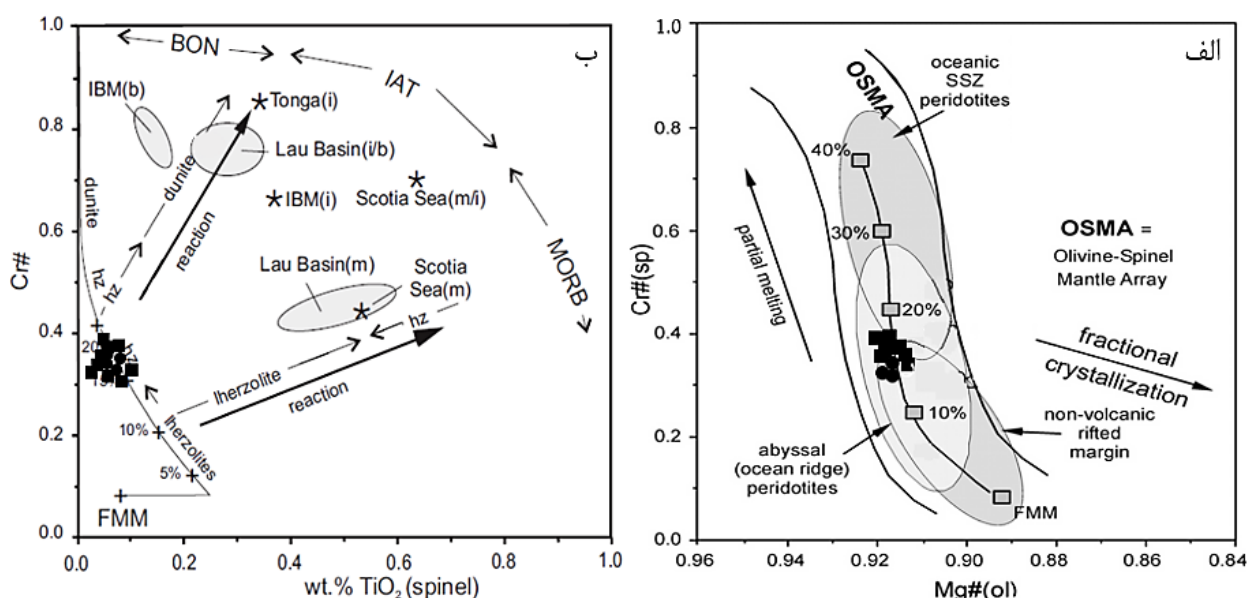 ب
1.0
0.8
0.6
0.4
0.2
0.0
Cr#
0.0
0.2
0.4
0.6
0.8
1.0
wt.% TiO₂ (spinel)
BON
IAT
MORB
IBM(b)
Tonga(i)
Lau Basin(i/b)
IBM(i)
Scotia Sea(m/i)
Lau Basin(m)
Scotia
Sea(m)
dunite
dunite
hz
hz
hz
hz
reaction
lherzolite
reaction
lherzolites
10%
5%
FMM
الف
1.0
0.8
0.6
0.4
0.2
0.0
Cr#(sp)
0.96
0.94
0.92
0.90
0.88
0.86
0.84
Mg#(ol)
OSMA
oceanic
SSZ
peridotites
40%
30%
20%
10%
FMM
partial melting
OSMA =
Olivine-Spinel
Mantle Array
fractional
crystallization
non-volcanic
rifted
margin
abyssal
(ocean ridge)
peridotites